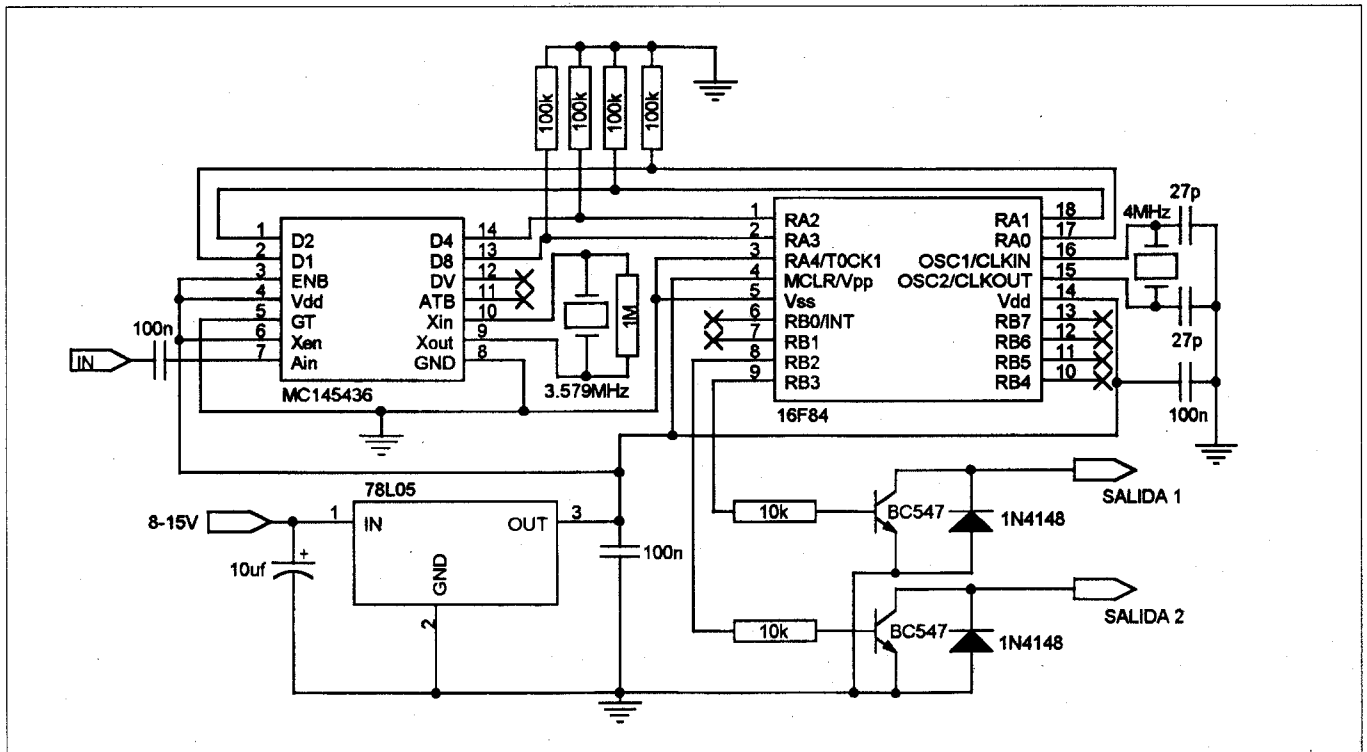 100k
100k
100k
100k
1 D2
2 D1
3 ENB
4 Vdd
5 GT
6 Xen
7 Ain
D4 14
D8 13
DV 12
ATB 11
Xin 10
Xout 9
GND 8
MC145436
100n
IN
1M
3.579MHz
1 RA2
2 RA3
3 RA4/T0CK1
4 MCLR/Vpp
5 Vss
6 RB0/INT
7 RB1
8 RB2
9 RB3
RA1 18
RA0 17
OSC1/CLKIN 16
OSC2/CLKOUT 15
Vdd 14
RB7 13
RB6 12
RB5 11
RB4 10
16F84
4MHz
27p
27p
100n
78L05
8-15V
1 IN
OUT 3
GND
2
10uf
+
100n
10k
BC547
1N4148
SALIDA 1
10k
BC547
1N4148
SALIDA 2